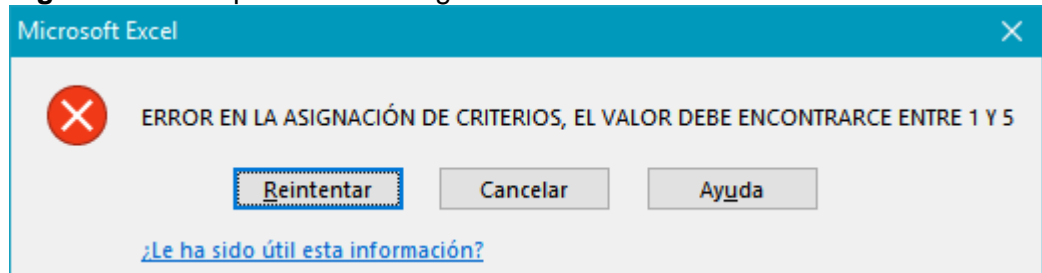 Microsoft Excel
ERROR EN LA ASIGNACIÓN DE CRITERIOS, EL VALOR DEBE ENCONTRARCE ENTRE 1 Y 5
Reintentar Cancelar Ayuda
¿Le ha sido útil esta información?